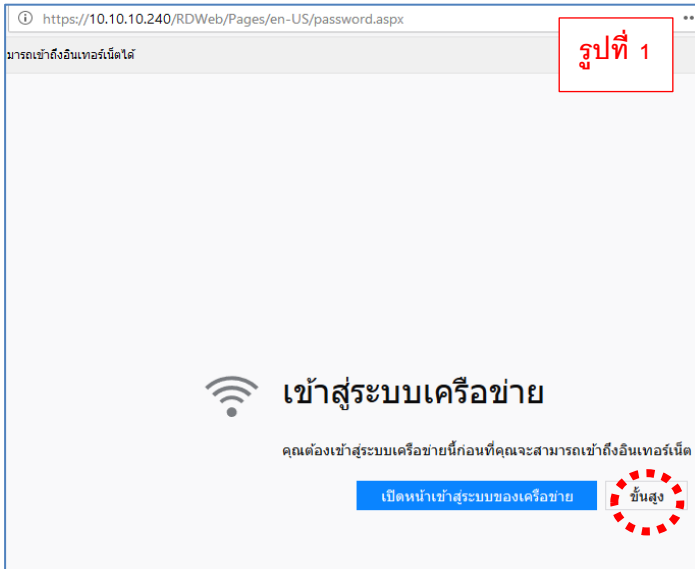 https://10.10.10.240/RDWeb/Pages/en-US/password.aspx
มารถเข้าถึงอินเทอร์เน็ตได้
รูปที่ 1
เข้าสู่ระบบเครือข่าย
คุณต้องเข้าสู่ระบบเครือข่ายนี้ก่อนที่คุณจะสามารถเข้าถึงอินเทอร์เน็ต
เปิดหน้าเข้าสู่ระบบของเครือข่าย ขั้นสูง